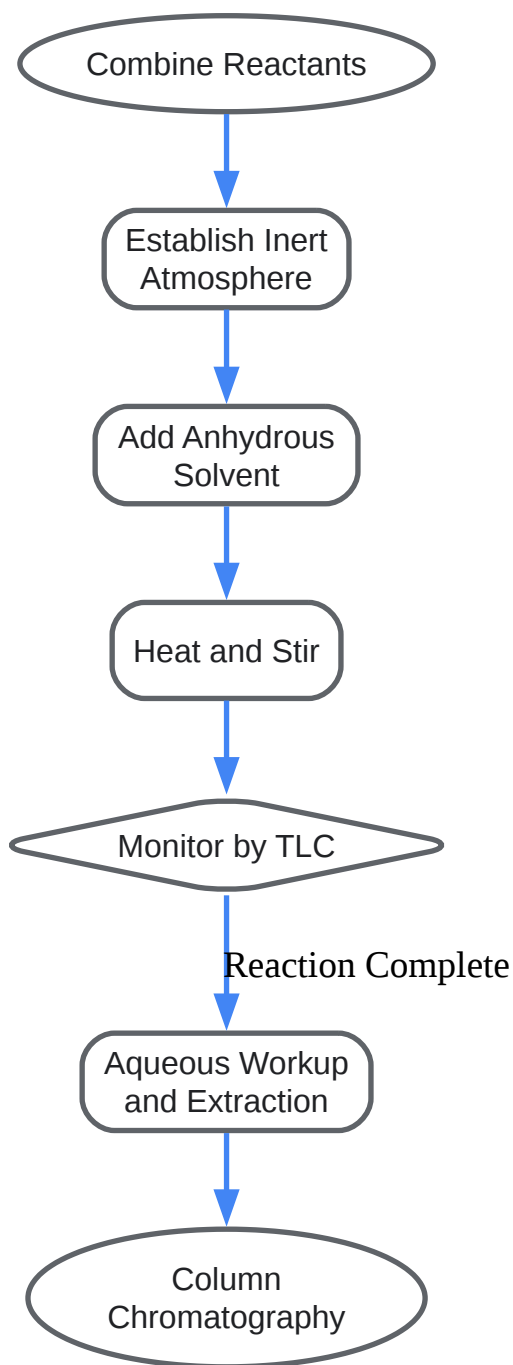 Combine Reactants
Establish Inert
Atmosphere
Add Anhydrous
Solvent
Heat and Stir
Monitor by TLC
Reaction Complete
Aqueous Workup
and Extraction
Column
Chromatography